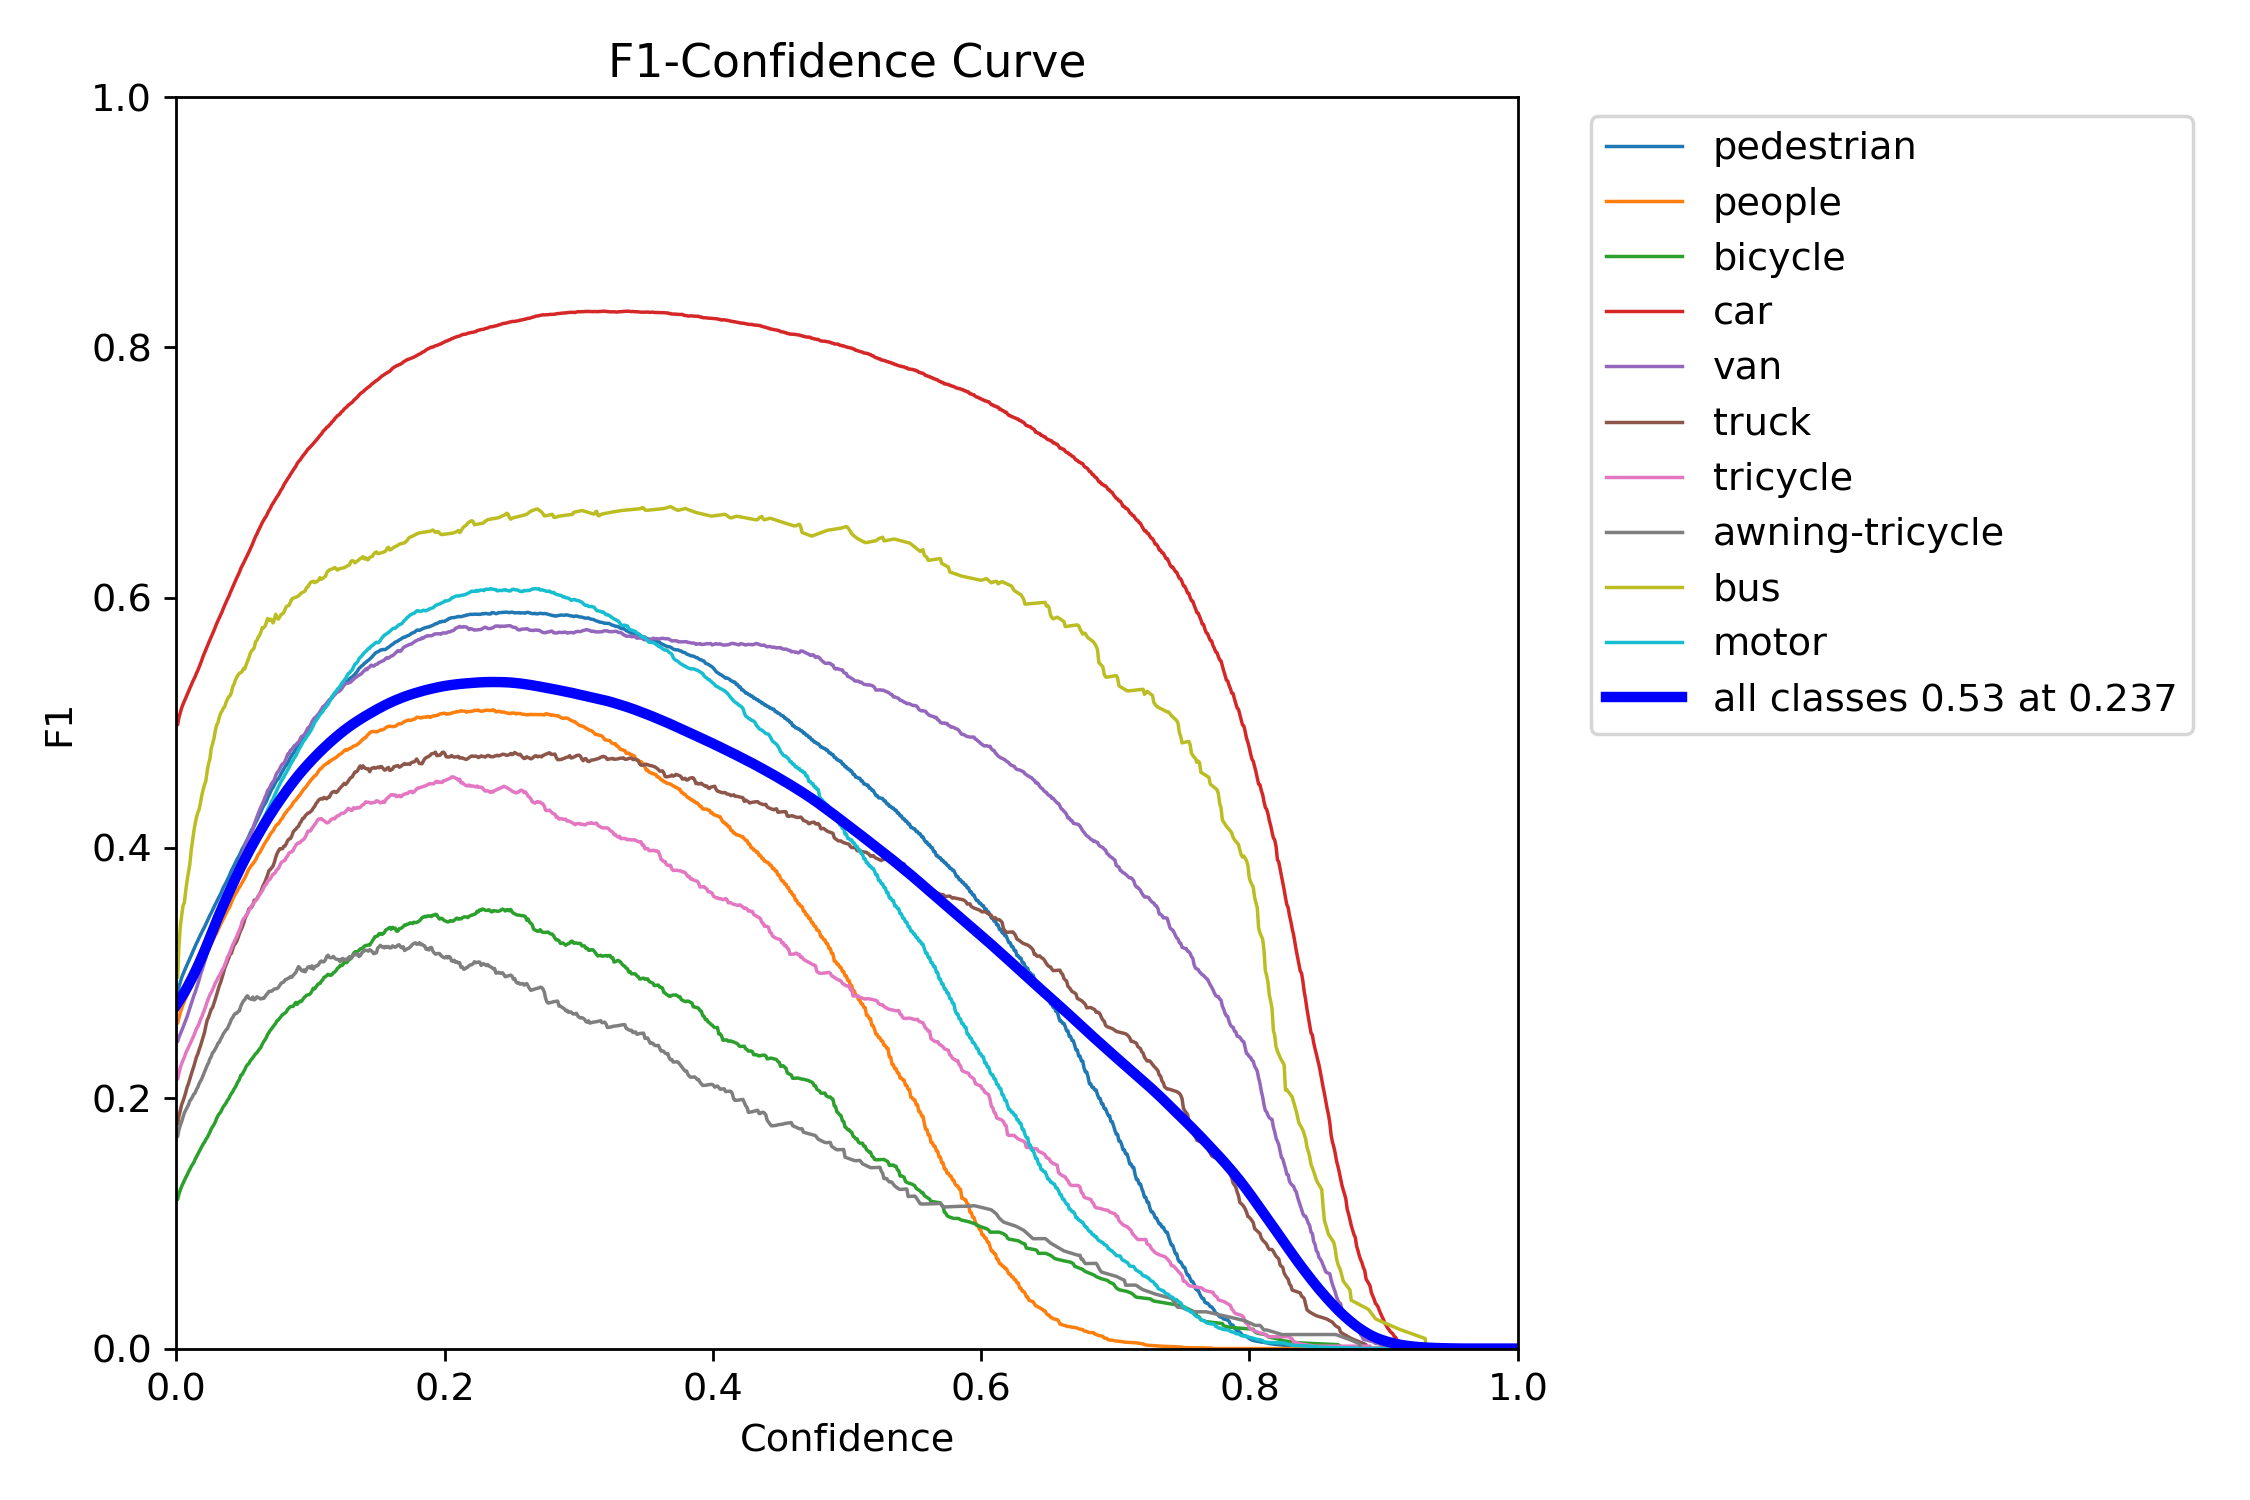 F1-Confidence Curve
1.0
0.8
0.6
0.4
0.2
0.0
F1
0.0 0.2 0.4 0.6 0.8 1.0
Confidence
pedestrian
people
bicycle
car
van
truck
tricycle
awning-tricycle
bus
motor
all classes 0.53 at 0.237